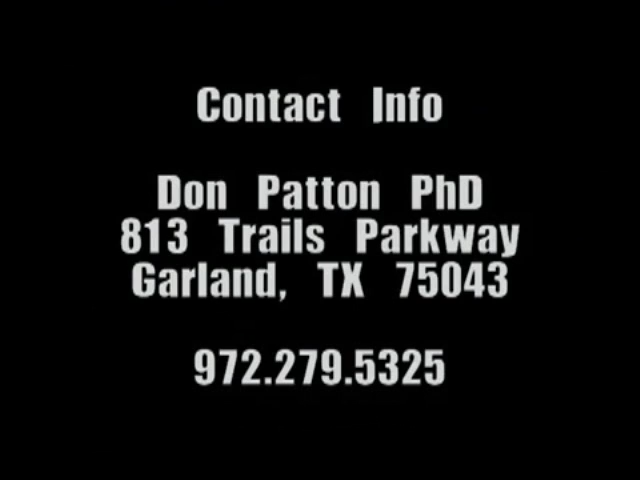 Contact Info
Don Patton PhD
813 Trails Parkway
Garland, TX 75043
972.279.5325